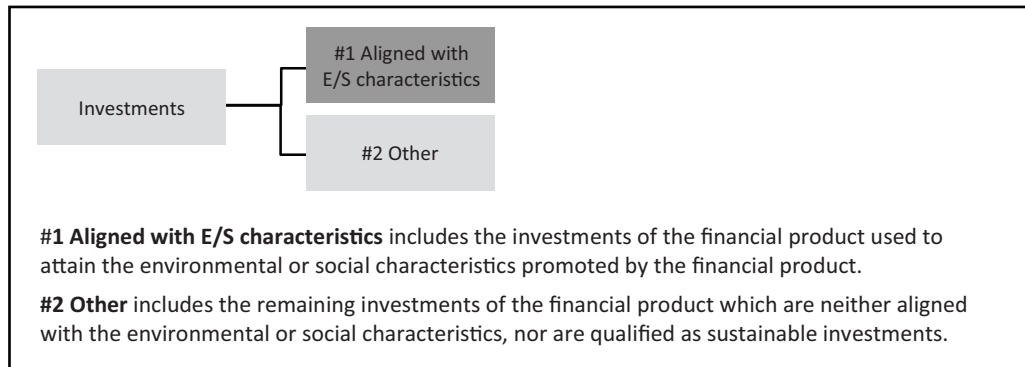 #1 Aligned with
E/S characteristics
Investments
#2 Other
#1 Aligned with E/S characteristics includes the investments of the financial product used to
attain the environmental or social characteristics promoted by the financial product.
#2 Other includes the remaining investments of the financial product which are neither aligned
with the environmental or social characteristics, nor are qualified as sustainable investments.